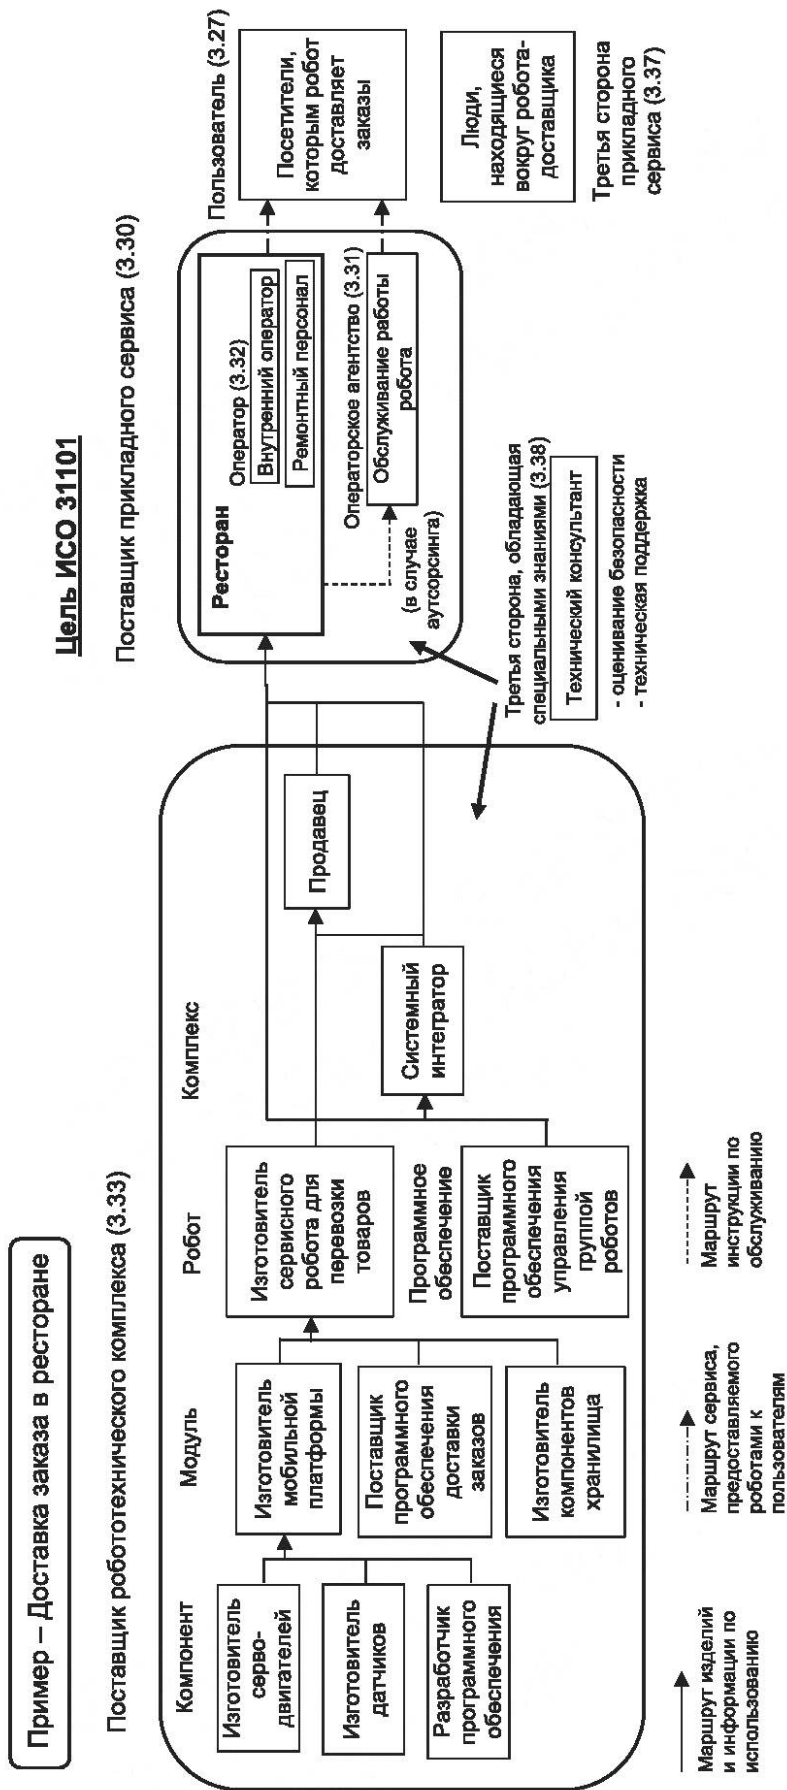 Пример – Доставка заказа в ресторане
Цель ИСО 31101
Поставщик робототехнического комплекса (3.33)
Компонент
Изготовитель
серво-
двигателей
Изготовитель
датчиков
Разработчик
программного
обеспечения
Модуль
Изготовитель
мобильной
платформы
Поставщик
программного
обеспечения
доставки
заказов
Изготовитель
компонентов
хранилища
Робот
Изготовитель
сервисного
робота для
перевозки
товаров
Программное
обеспечение
Поставщик
программного
обеспечения
управления
группой
роботов
Комплекс
Системный
интегратор
Продавец
Поставщик прикладного сервиса (3.30)
Ресторан
Оператор (3.32)
Внутренний оператор
Ремонтный персонал
Операторское агентство (3.31)
Обслуживание работы
робота
(в случае
аутсорсинга)
Третья сторона, обладающая
специальными знаниями (3.38)
Технический консультант
- оценивание безопасности
- техническая поддержка
Пользователь (3.27)
Посетители,
которым робот
доставляет
заказы
Люди,
находящиеся
вокруг робота-
доставщика
Третья сторона
прикладного
сервиса (3.37)
Маршрут изделий
и информации по
использованию
Маршрут сервиса,
предоставляемого
роботами к
пользователям
Маршрут
инструкции по
обслуживанию